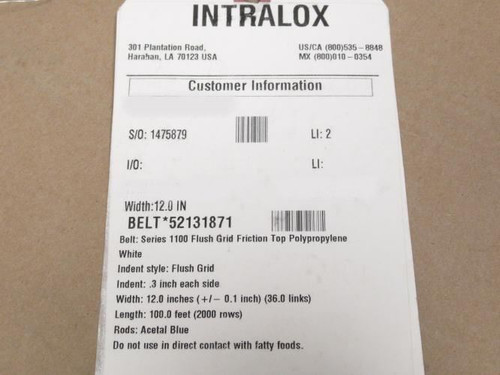 INTRALOX
301 Plantation Road, US/CA (800)535-8848
Harahan, LA 70123 USA MX (800)010-0354
Customer Information
S/O: 1475879 LI: 2
I/O: LI:
Width:12.0 IN
BELT*52131871
Belt: Series 1100 Flush Grid Friction Top Polypropylene
White
Indent style: Flush Grid
Indent: .3 inch each side
Width: 12.0 inches (+/- 0.1 inch) (36.0 links)
Length: 100.0 feet (2000 rows)
Rods: Acetal Blue
Do not use in direct contact with fatty foods.